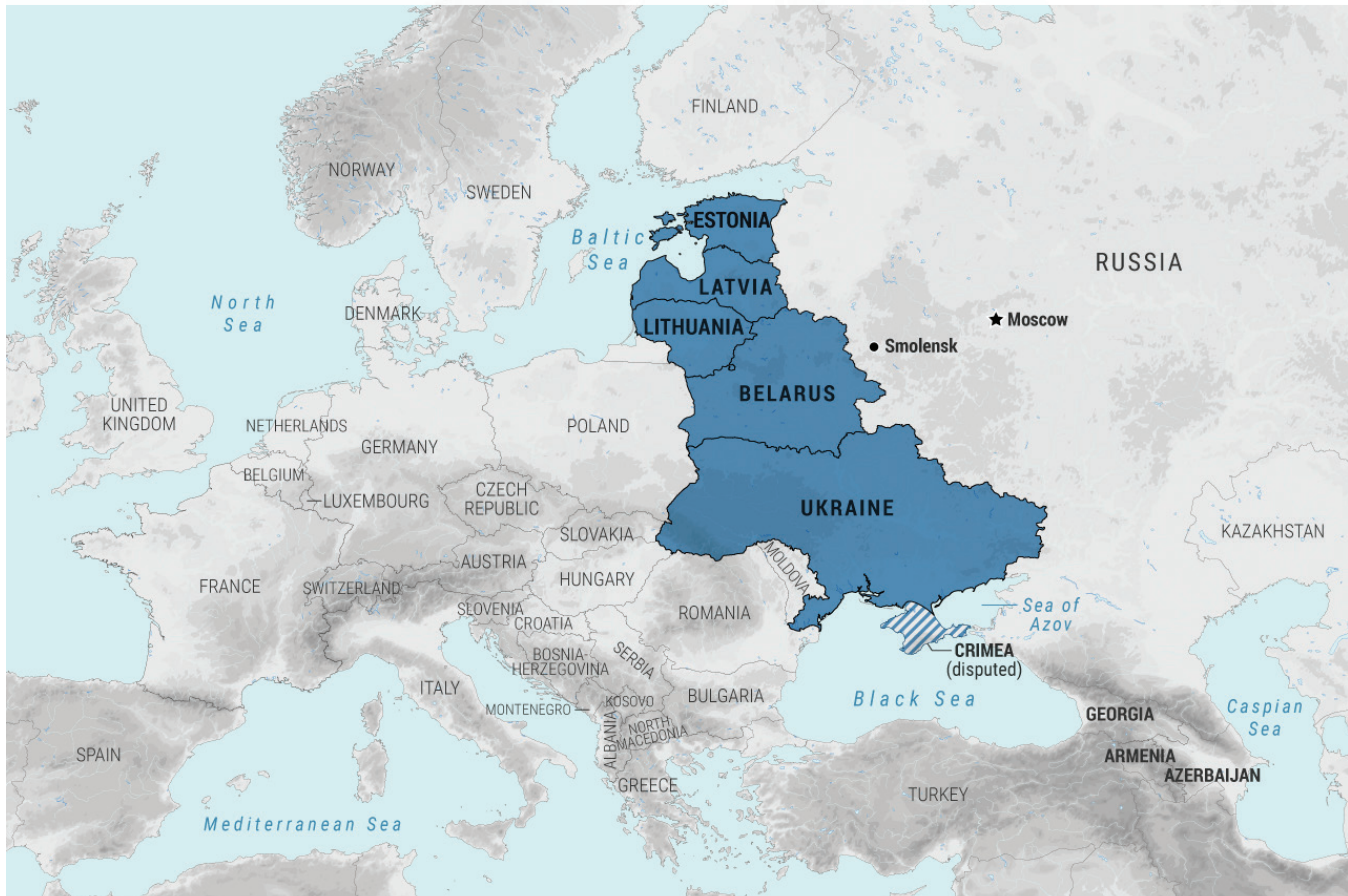 FINLAND
NORWAY
SWEDEN
ESTONIA
Baltic
Sea
RUSSIA
LATVIA
North
Sea
DENMARK
Moscow
LITHUANIA
Smolensk
BELARUS
UNITED
KINGDOM
NETHERLANDS
POLAND
GERMANY
BELGIUM
LUXEMBOURG
CZECH
REPUBLIC
UKRAINE
SLOVAKIA
KAZAKHSTAN
AUSTRIA
MOLDOVA
HUNGARY
FRANCE
SWITZERLAND
ROMANIA
SLOVENIA
CROATIA
Sea of
Azov
CRIMEA
(disputed)
BOSNIA-
HERZEGOVINA
SERBIA
ITALY
BULGARIA
Black Sea
KOSOVO
MONTENEGRO
GEORGIA
Caspian
Sea
NORTH
MACEDONIA
ALBANIA
SPAIN
ARMENIA
AZERBAIJAN
GREECE
TURKEY
Mediterranean Sea